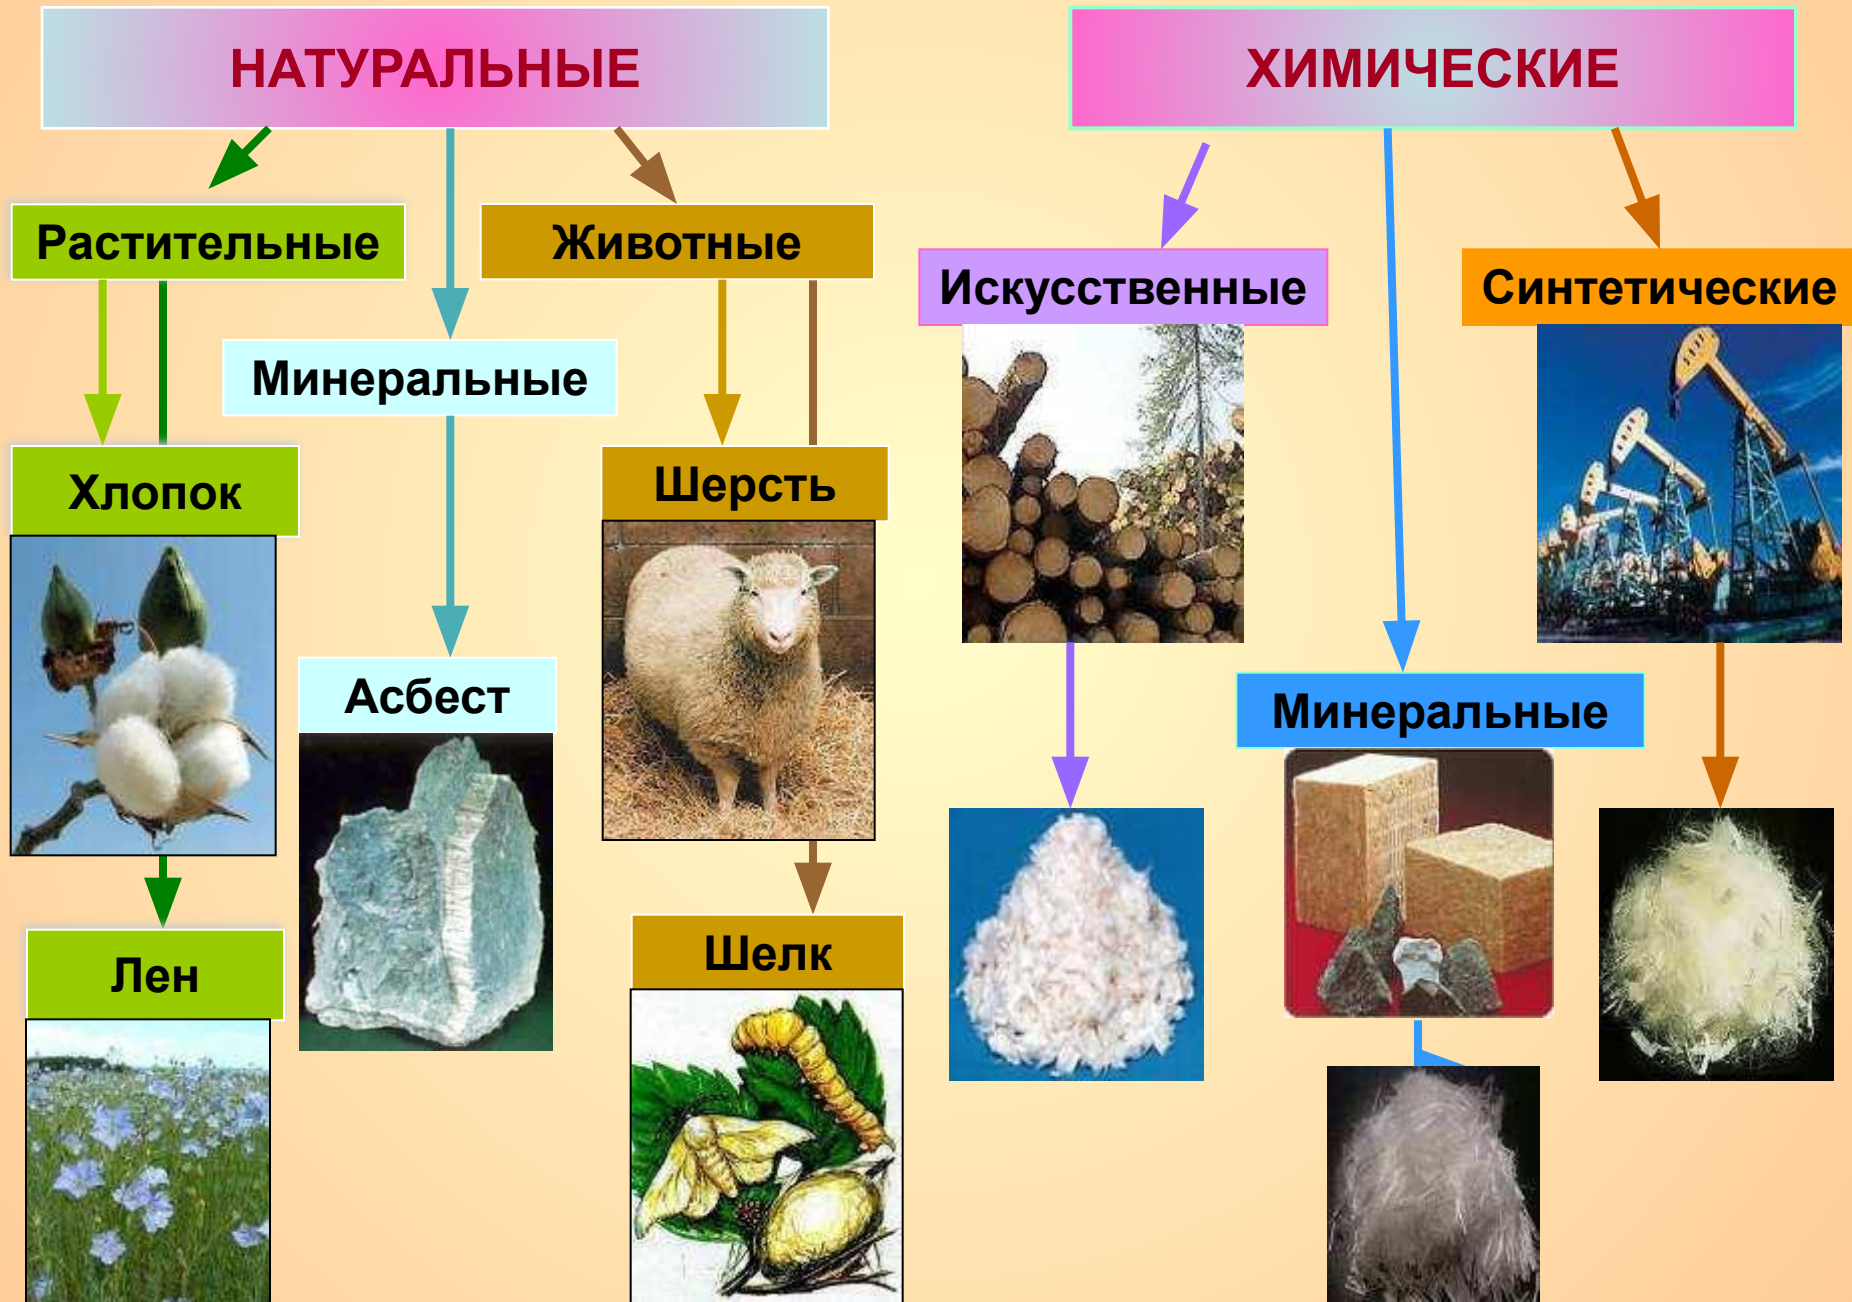 НАТУРАЛЬНЫЕ
ХИМИЧЕСКИЕ
Растительные
Животные
Искусственные
Синтетические
Минеральные
Хлопок
Шерсть
Асбест
Минеральные
Лен
Шелк